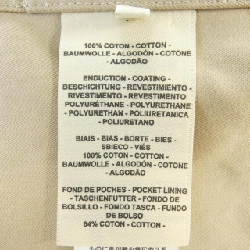 100% COTON - COTTON -
BAUMWOLLE - ALGODÓN - COTONE
- ALGODÃO
ENDUCTION - COATING -
BESCHICHTUNG - REVESTIMIENTO -
RIVESTIMENTO - REVESTIMENTO
POLYURÉTHANE - POLYURETHANE
- POLYURETHAN - POLIURETANICA
- POLIURETANO
BIAIS - BIAS - BORTE - BIES -
SBIECO - VIÉS
100% COTON - COTTON -
BAUMWOLLE - ALGODÓN - COTONE
- ALGODÃO
FOND DE POCHES - POCKET LINING
- TASCHENFUTTER - FONDO DE
BOLSILLO - FONDO TASCA - FUNDO
DE BOLSO
64% COTON - COTTON -